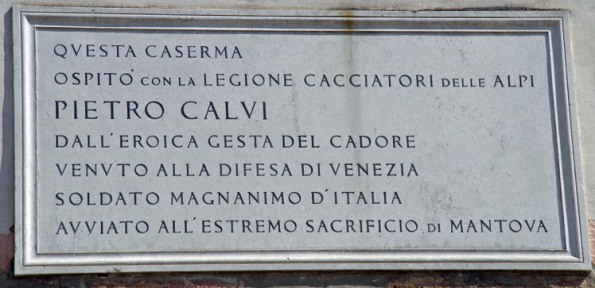 QVESTA CASERMA
OSPITO' CON LA LEGIONE CACCIATORI DELLE ALPI
PIETRO CALVI
DALL'EROICA GESTA DEL CADORE
VENVTO ALLA DIFESA DI VENEZIA
SOLDATO MAGNANIMO D'ITALIA
AVVIATO ALL'ESTREMO SACRIFICIO DI MANTOVA